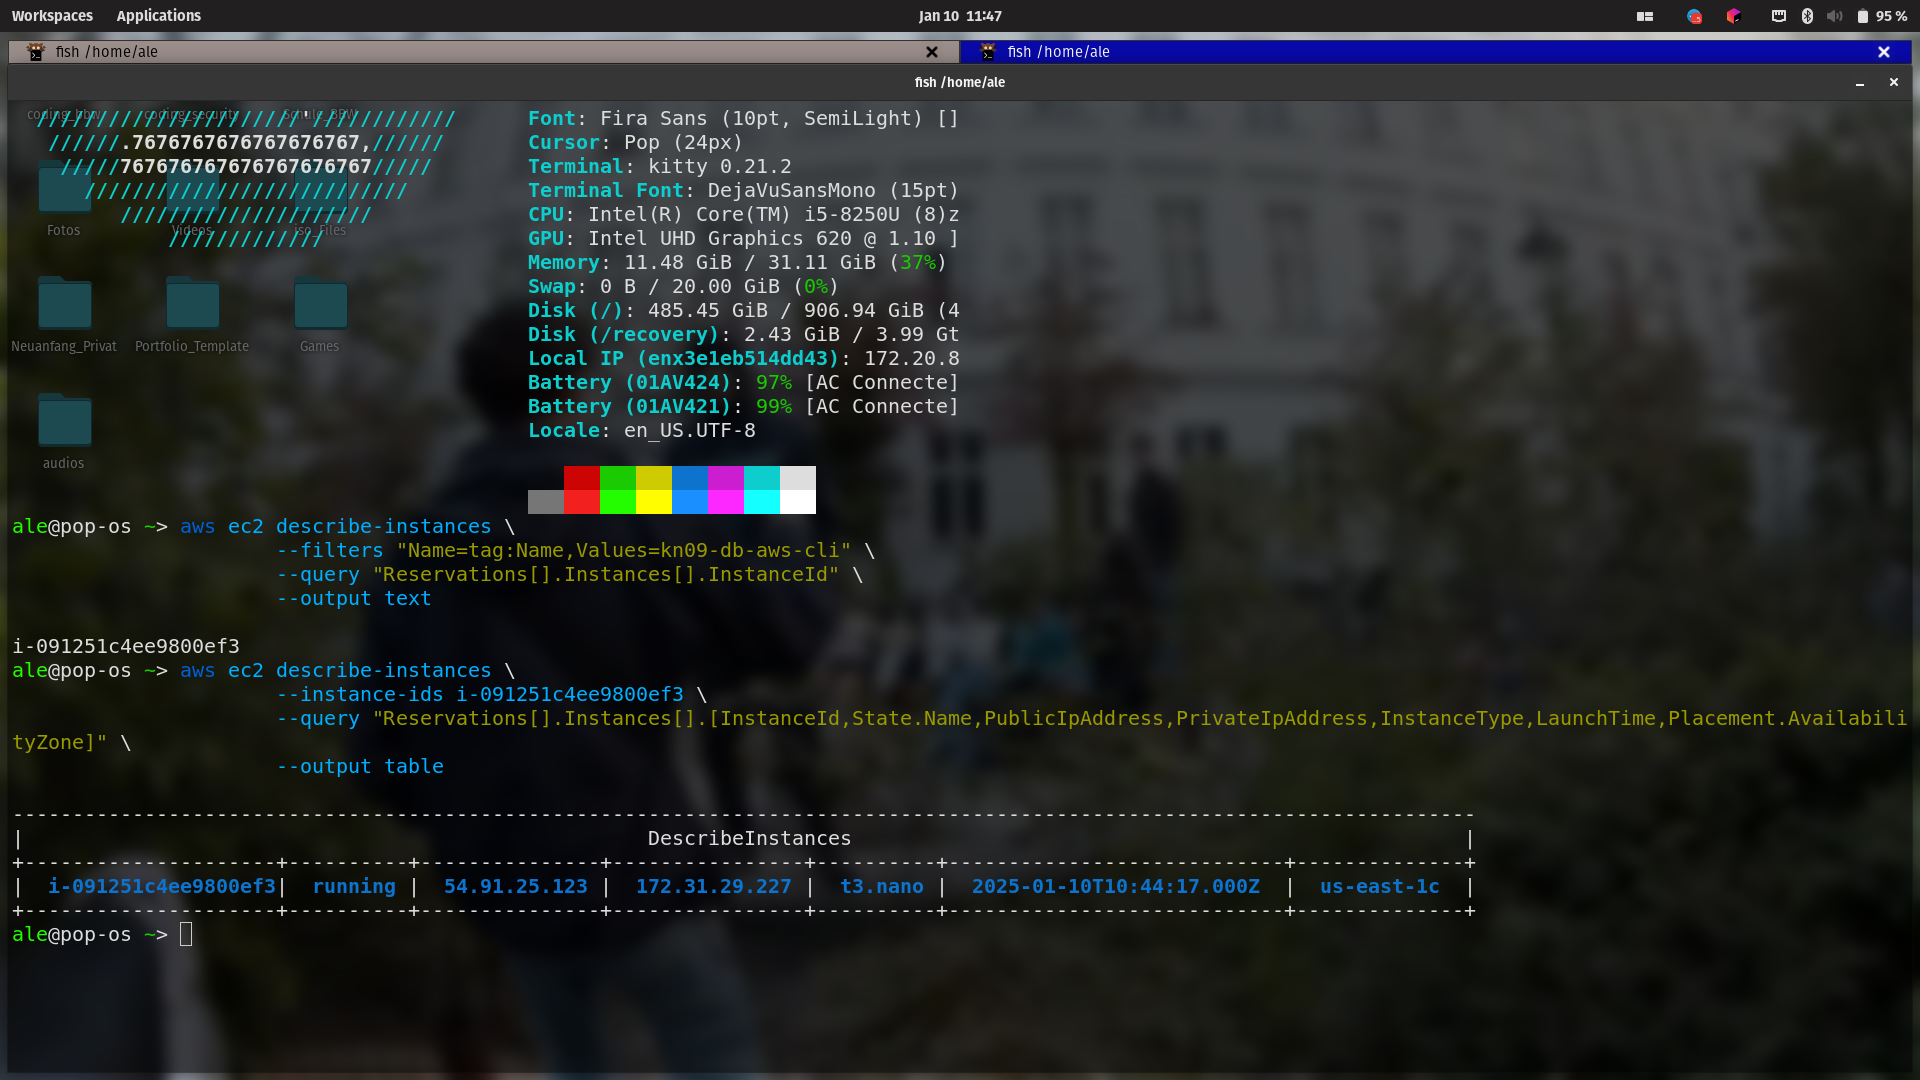 Workspaces Applications Jan 10 11:47 95 %
fish /home/ale fish /home/ale
fish /home/ale
coding_bbw coding_security Schule_BBW
///////////////////////'//////////// Font: Fira Sans (10pt, SemiLight) []
//////.7676767676767676767,////// Cursor: Pop (24px)
/////767676767676767676767///// Terminal: kitty 0.21.2
/////////////////////////// Terminal Font: DejaVuSansMono (15pt)
///////////////////// CPU: Intel(R) Core(TM) i5-8250U (8)z
Fotos Videos iso_Files
///////////// GPU: Intel UHD Graphics 620 @ 1.10 ]
Memory: 11.48 GiB / 31.11 GiB (37%)
Swap: 0 B / 20.00 GiB (0%)
Disk (/): 485.45 GiB / 906.94 GiB (4
Disk (/recovery): 2.43 GiB / 3.99 Gt
Neuanfang_Privat Portfolio_Template Games
Local IP (enx3e1eb514dd43): 172.20.8
Battery (01AV424): 97% [AC Connecte]
Battery (01AV421): 99% [AC Connecte]
Locale: en_US.UTF-8
audios
ale@pop-os ~> aws ec2 describe-instances \
--filters "Name=tag:Name,Values=kn09-db-aws-cli" \
--query "Reservations[].Instances[].InstanceId" \
--output text
i-091251c4ee9800ef3
ale@pop-os ~> aws ec2 describe-instances \
--instance-ids i-091251c4ee9800ef3 \
--query "Reservations[].Instances[].[InstanceId,State.Name,PublicIpAddress,PrivateIpAddress,InstanceType,LaunchTime,Placement.Availabili
tyZone]" \
--output table
--------------------------------------------------------------------------------------------------------------------------
| DescribeInstances |
+---------------------+----------+---------------+----------------+----------+----------------------------+--------------+
| i-091251c4ee9800ef3| running | 54.91.25.123 | 172.31.29.227 | t3.nano | 2025-01-10T10:44:17.000Z | us-east-1c |
+---------------------+----------+---------------+----------------+----------+----------------------------+--------------+
ale@pop-os ~>